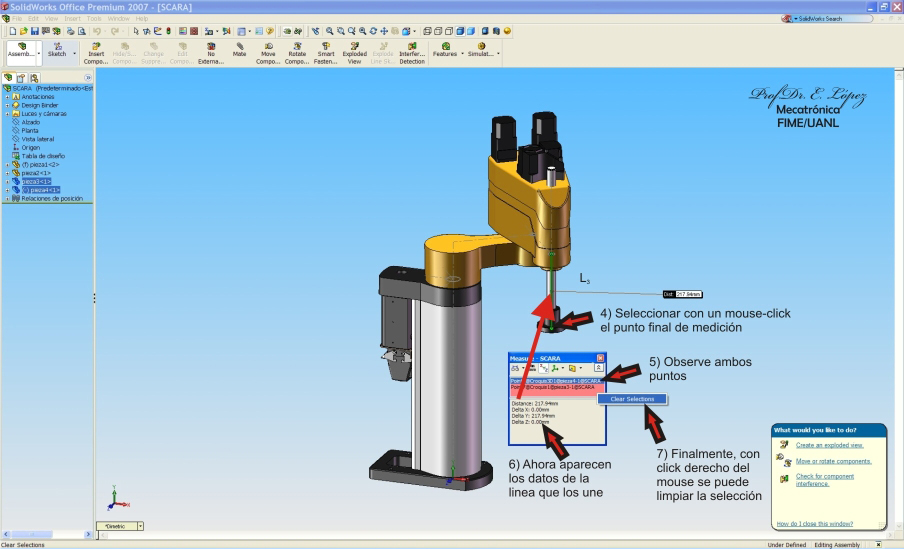 SolidWorks Office Premium 2007 - [SCARA]
File Edit View Insert Tools Window Help
SolidWorks Search
Assemb...
Sketch
Insert Compo...
Hide/S... Compo...
Change Suppre...
Edit Compo...
No Externa...
Mate
Move Compo...
Rotate Compo...
Smart Fasten...
Exploded View
Explode Line Sk...
Interfer... Detection
Features
Simulat...
SCARA (Predeterminado<Est
Anotaciones
Design Binder
Luces y cámaras
Alzado
Planta
Vista lateral
Origen
Tabla de diseño
(f) pieza1<2>
pieza2<1>
pieza3<1>
(-) pieza4<1>
Relaciones de posición
Prof. Dr. E. López
Mecatrónica
FIME/UANL
L3
Dist: 217.94mm
4) Seleccionar con un mouse-click
el punto final de medición
Measure - SCARA
@Croquis3D1@pieza4-1@SCARA
@Croquis1@pieza3-1@SCARA
Distance: 217.94mm
Delta X: 0.00mm
Delta Y: 217.94mm
Delta Z: 0.00mm
5) Observe ambos
puntos
Clear Selections
6) Ahora aparecen
los datos de la
linea que los une
7) Finalmente, con
click derecho del
mouse se puede
limpiar la selección
What would you like to do?
Create an exploded view.
Move or rotate components.
Check for component
interference.
How do I close this window?
Y
X
Z
*Dimetric
Clear Selections
Under Defined
Editing Assembly